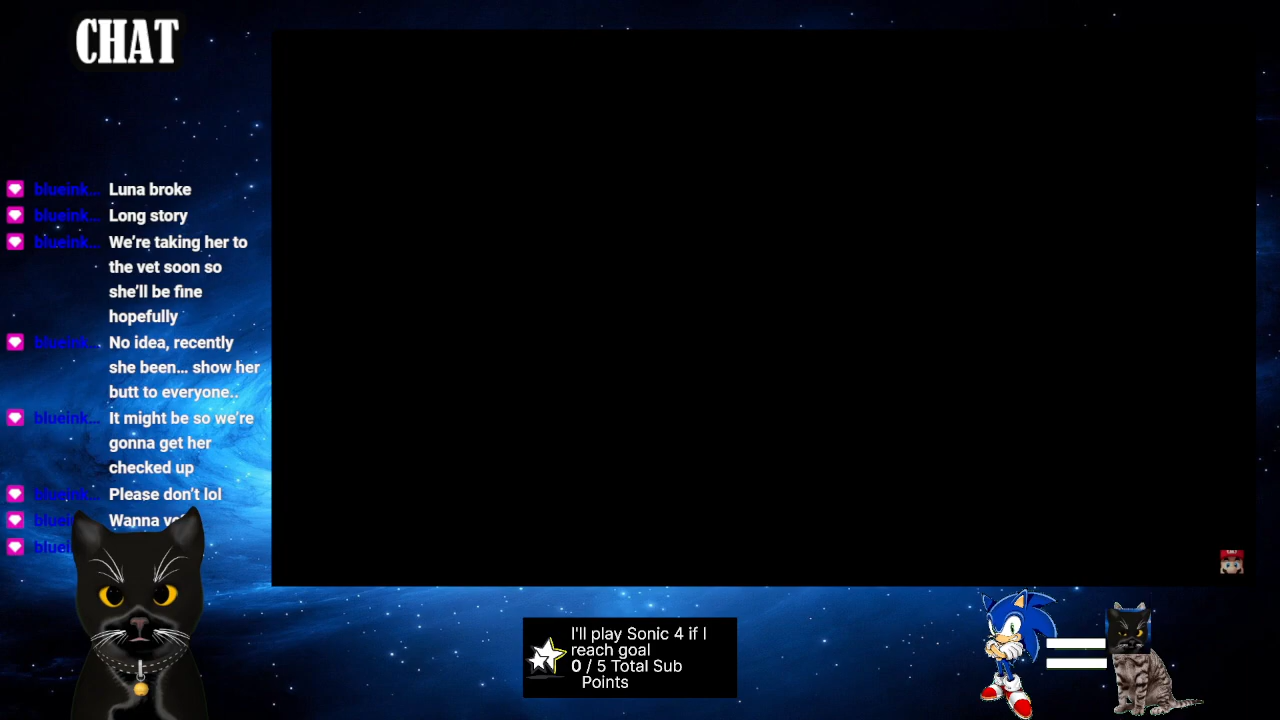 CHAT
blueink... Luna broke
blueink... Long story
blueink... We're taking her to
the vet soon so
she'll be fine
hopefully
blueink... No idea, recently
she been... show her
butt to everyone..
blueink... It might be so we're
gonna get her
checked up
blueink... Please don't lol
Wanna
I'll play Sonic 4 if I
reach goal
0 / 5 Total Sub
Points